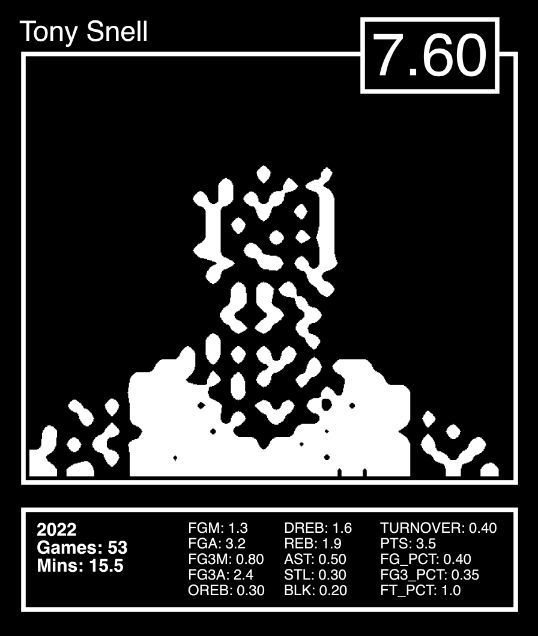 Tony Snell
7.60
2022
Games: 53
Mins: 15.5
FGM: 1.3
FGA: 3.2
FG3M: 0.80
FG3A: 2.4
OREB: 0.30
DREB: 1.6
REB: 1.9
AST: 0.50
STL: 0.30
BLK: 0.20
TURNOVER: 0.40
PTS: 3.5
FG_PCT: 0.40
FG3_PCT: 0.35
FT_PCT: 1.0